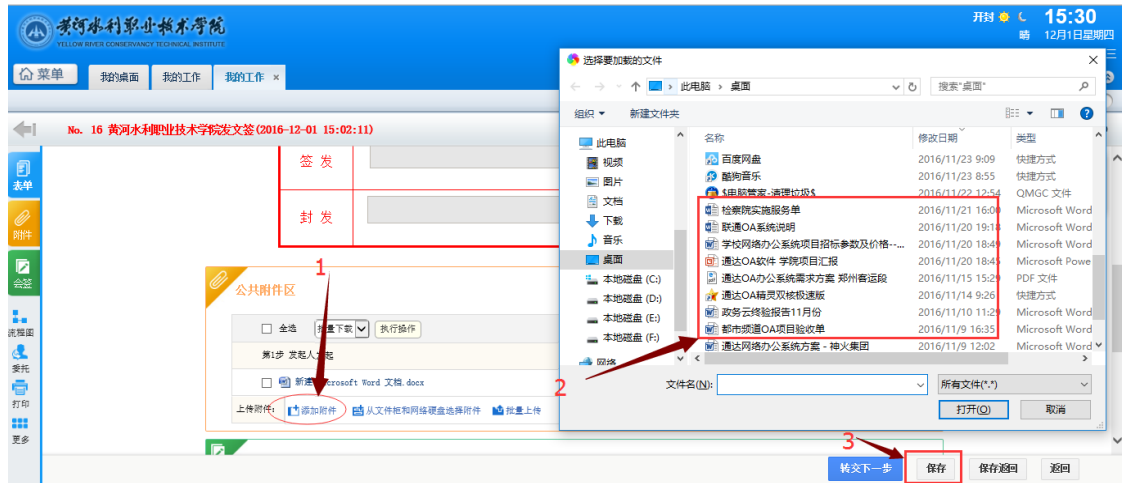 黄河水利职业技术学院
YELLOW RIVER CONSERVANCY TECHNICAL INSTITUTE
开封
15:30
晴 12月1日星期四
菜单
我的桌面
我的工作
我的工作 ×
No. 16 黄河水利职业技术学院发文签(2016-12-01 15:02:11)
表单
附件
会签
流程图
委托
打印
更多
签 发
封 发
1
公共附件区
全选
批量下载
执行操作
第1步 发起人
起
新建
crosoft Word 文档.docx
上传附件:
添加附件
从文件柜和网络硬盘选择附件
批量上传
选择要加载的文件
此电脑 › 桌面
搜索"桌面"
组织
新建文件夹
此电脑
视频
图片
文档
下载
音乐
桌面
本地磁盘 (C:)
本地磁盘 (D:)
本地磁盘 (E:)
本地磁盘 (F:)
网络
名称 修改日期 类型
百度网盘 2016/11/23 9:09 快捷方式
酷狗音乐 2016/11/23 8:55 快捷方式
$电脑管家-清理垃圾$ 2016/11/22 12:54 QMGC 文件
检察院实施服务单 2016/11/21 16:00 Microsoft Word
联通OA系统说明 2016/11/20 19:18 Microsoft Word
学校网络办公系统项目招标参数及价格--... 2016/11/20 18:49 Microsoft Word
通达OA软件 学院项目汇报 2016/11/20 18:45 Microsoft Powe
通达OA办公系统需求方案 郑州客运段 2016/11/15 15:29 PDF 文件
通达OA精灵双核极速版 2016/11/14 9:26 快捷方式
政务云终验报告11月份 2016/11/10 11:29 Microsoft Word
都市频道OA项目验收单 2016/11/9 16:35 Microsoft Word
通达网络办公系统方案 - 神火集团 2016/11/9 12:02 Microsoft Word
2
文件名(N):
所有文件(*.*)
打开(O)
取消
3
转交下一步
保存
保存返回
返回